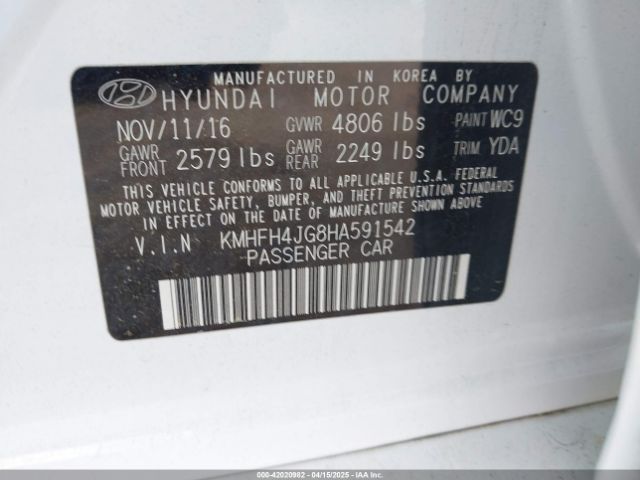 MANUFACTURED IN KOREA BY
HYUNDAI MOTOR COMPANY
NOV/11/16 GVWR 4806 lbs PAINT WC9
GAWR FRONT 2579 lbs GAWR REAR 2249 lbs TRIM YDA
THIS VEHICLE CONFORMS TO ALL APPLICABLE U.S.A. FEDERAL
MOTOR VEHICLE SAFETY, BUMPER, AND THEFT PREVENTION STANDARDS
IN EFFECT ON THE DATE OF MANUFACTURE SHOWN ABOVE
V.I.N KMHFH4JG8HA591542
PASSENGER CAR
000-42020982 - 04/15/2025 - IAAI.CA